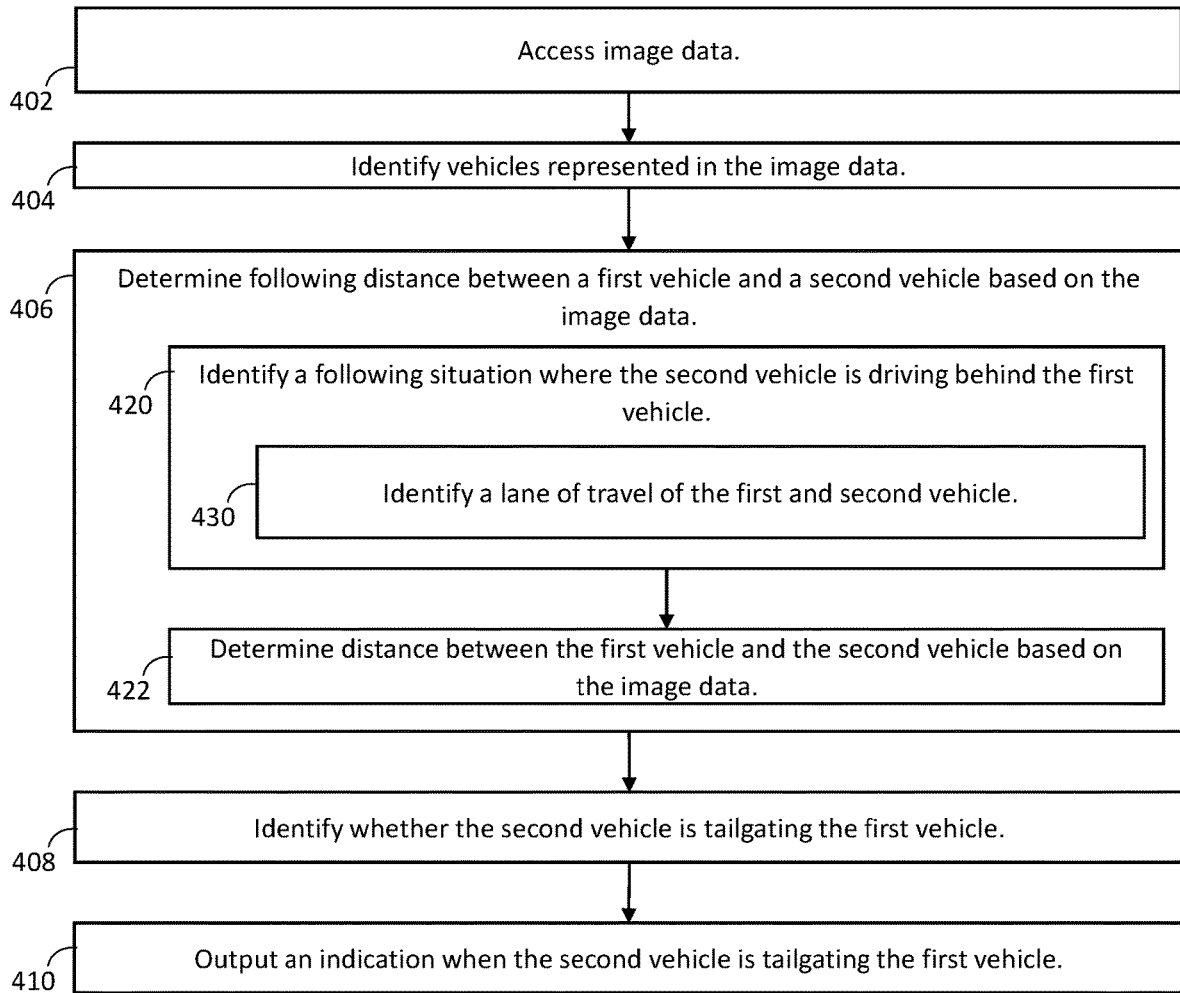 Access image data.
402
Identify vehicles represented in the image data.
404
Determine following distance between a first vehicle and a second vehicle based on the
image data.
406
Identify a following situation where the second vehicle is driving behind the first
vehicle.
420
Identify a lane of travel of the first and second vehicle.
430
Determine distance between the first vehicle and the second vehicle based on
the image data.
422
Identify whether the second vehicle is tailgating the first vehicle.
408
Output an indication when the second vehicle is tailgating the first vehicle.
410